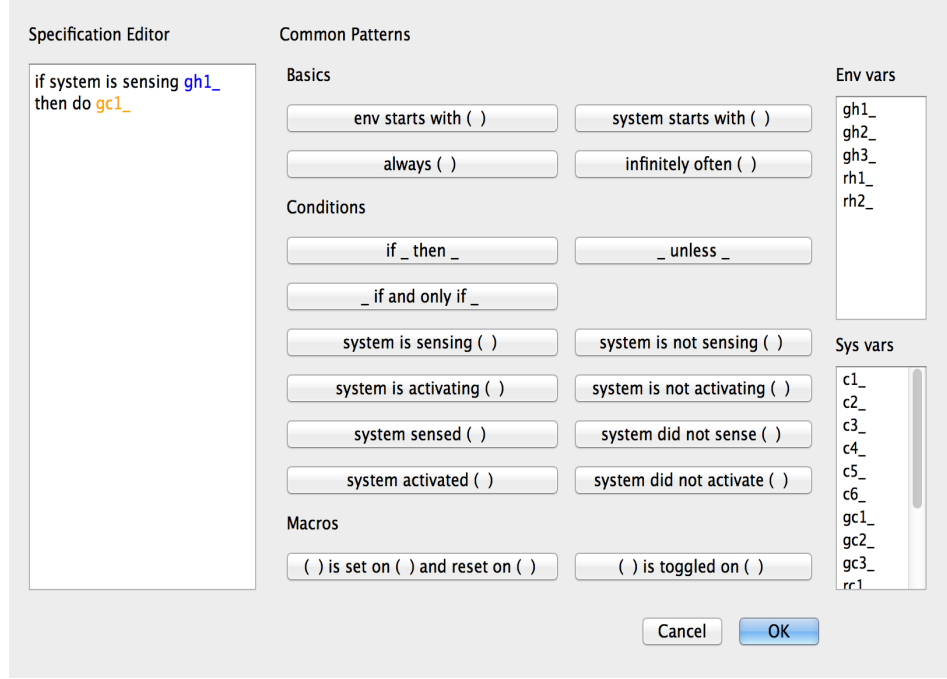 Specification Editor
Common Patterns
if system is sensing gh1_
then do gc1_
Basics
env starts with ( )
system starts with ( )
always ( )
infinitely often ( )
Conditions
if _ then _
_ unless _
_ if and only if _
system is sensing ( )
system is not sensing ( )
system is activating ( )
system is not activating ( )
system sensed ( )
system did not sense ( )
system activated ( )
system did not activate ( )
Macros
( ) is set on ( ) and reset on ( )
( ) is toggled on ( )
Env vars
gh1_
gh2_
gh3_
rh1_
rh2_
Sys vars
c1_
c2_
c3_
c4_
c5_
c6_
gc1_
gc2_
gc3_
Cancel
OK